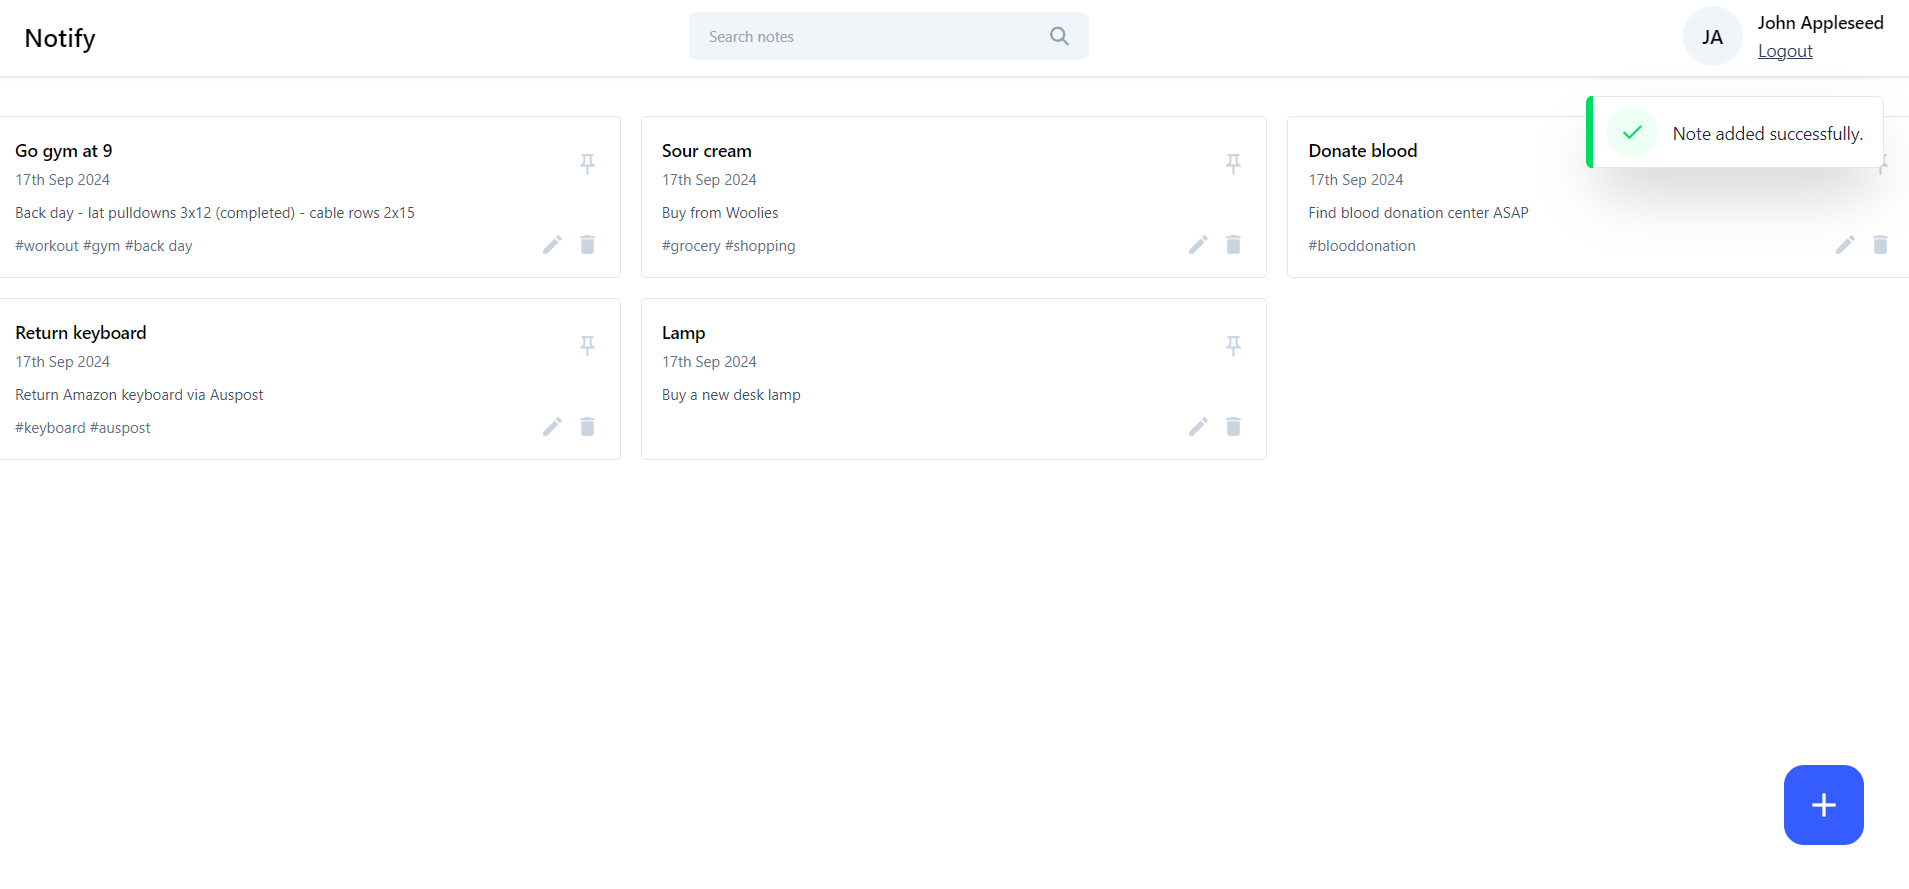 Notify
Search notes
JA
John Appleseed
Logout
Note added successfully.
Go gym at 9
17th Sep 2024
Back day - lat pulldowns 3x12 (completed) - cable rows 2x15
#workout #gym #back day
Sour cream
17th Sep 2024
Buy from Woolies
#grocery #shopping
Donate blood
17th Sep 2024
Find blood donation center ASAP
#blooddonation
Return keyboard
17th Sep 2024
Return Amazon keyboard via Auspost
#keyboard #auspost
Lamp
17th Sep 2024
Buy a new desk lamp